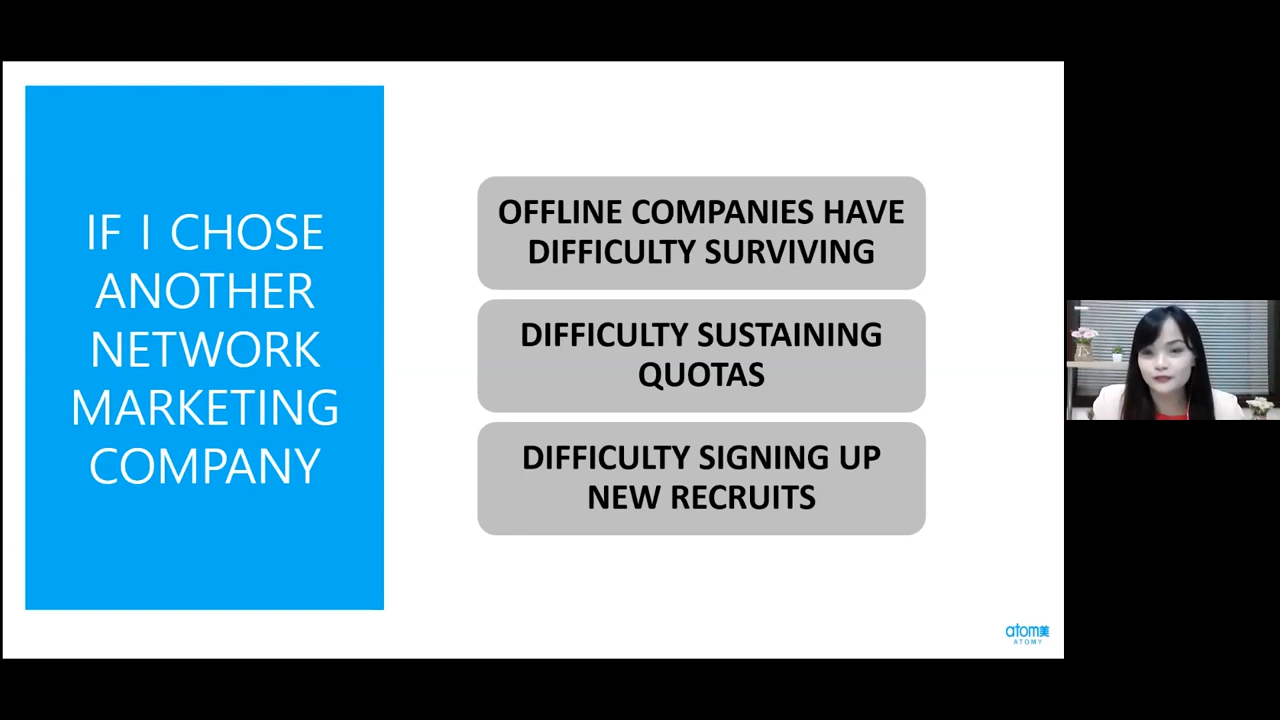 IF I CHOSE
ANOTHER
NETWORK
MARKETING
COMPANY
OFFLINE COMPANIES HAVE
DIFFICULTY SURVIVING
DIFFICULTY SUSTAINING
QUOTAS
DIFFICULTY SIGNING UP
NEW RECRUITS
atom美
ATOMY